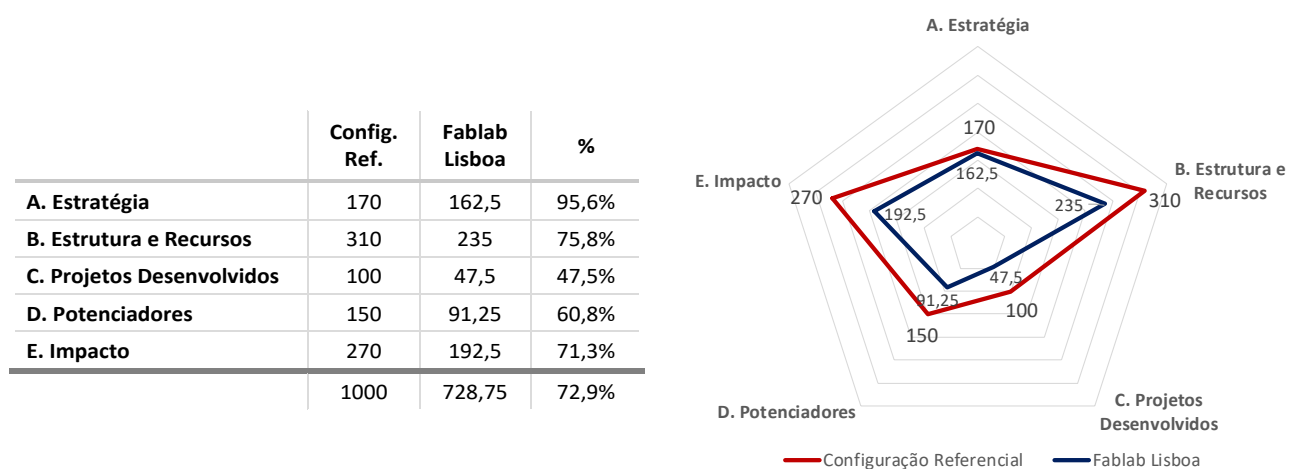 Config. Ref. Fablab Lisboa %
A. Estratégia 170 162,5 95,6%
B. Estrutura e Recursos 310 235 75,8%
C. Projetos Desenvolvidos 100 47,5 47,5%
D. Potenciadores 150 91,25 60,8%
E. Impacto 270 192,5 71,3%
1000 728,75 72,9%
A. Estratégia
170
162,5
B. Estrutura e
Recursos
310
235
E. Impacto
270
192,5
47,5
100
91,25
150
C. Projetos
Desenvolvidos
D. Potenciadores
Configuração Referencial
Fablab Lisboa